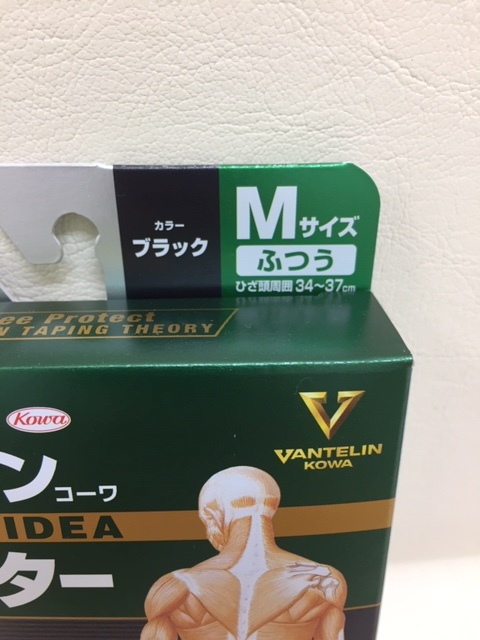 カラー
ブラック
Mサイズ
ふつう
ひざ頭周囲 34〜37cm
Protect
TAPING THEORY
Kowa
VANTELIN
KOWA
ン コーワ
IDEA
ター